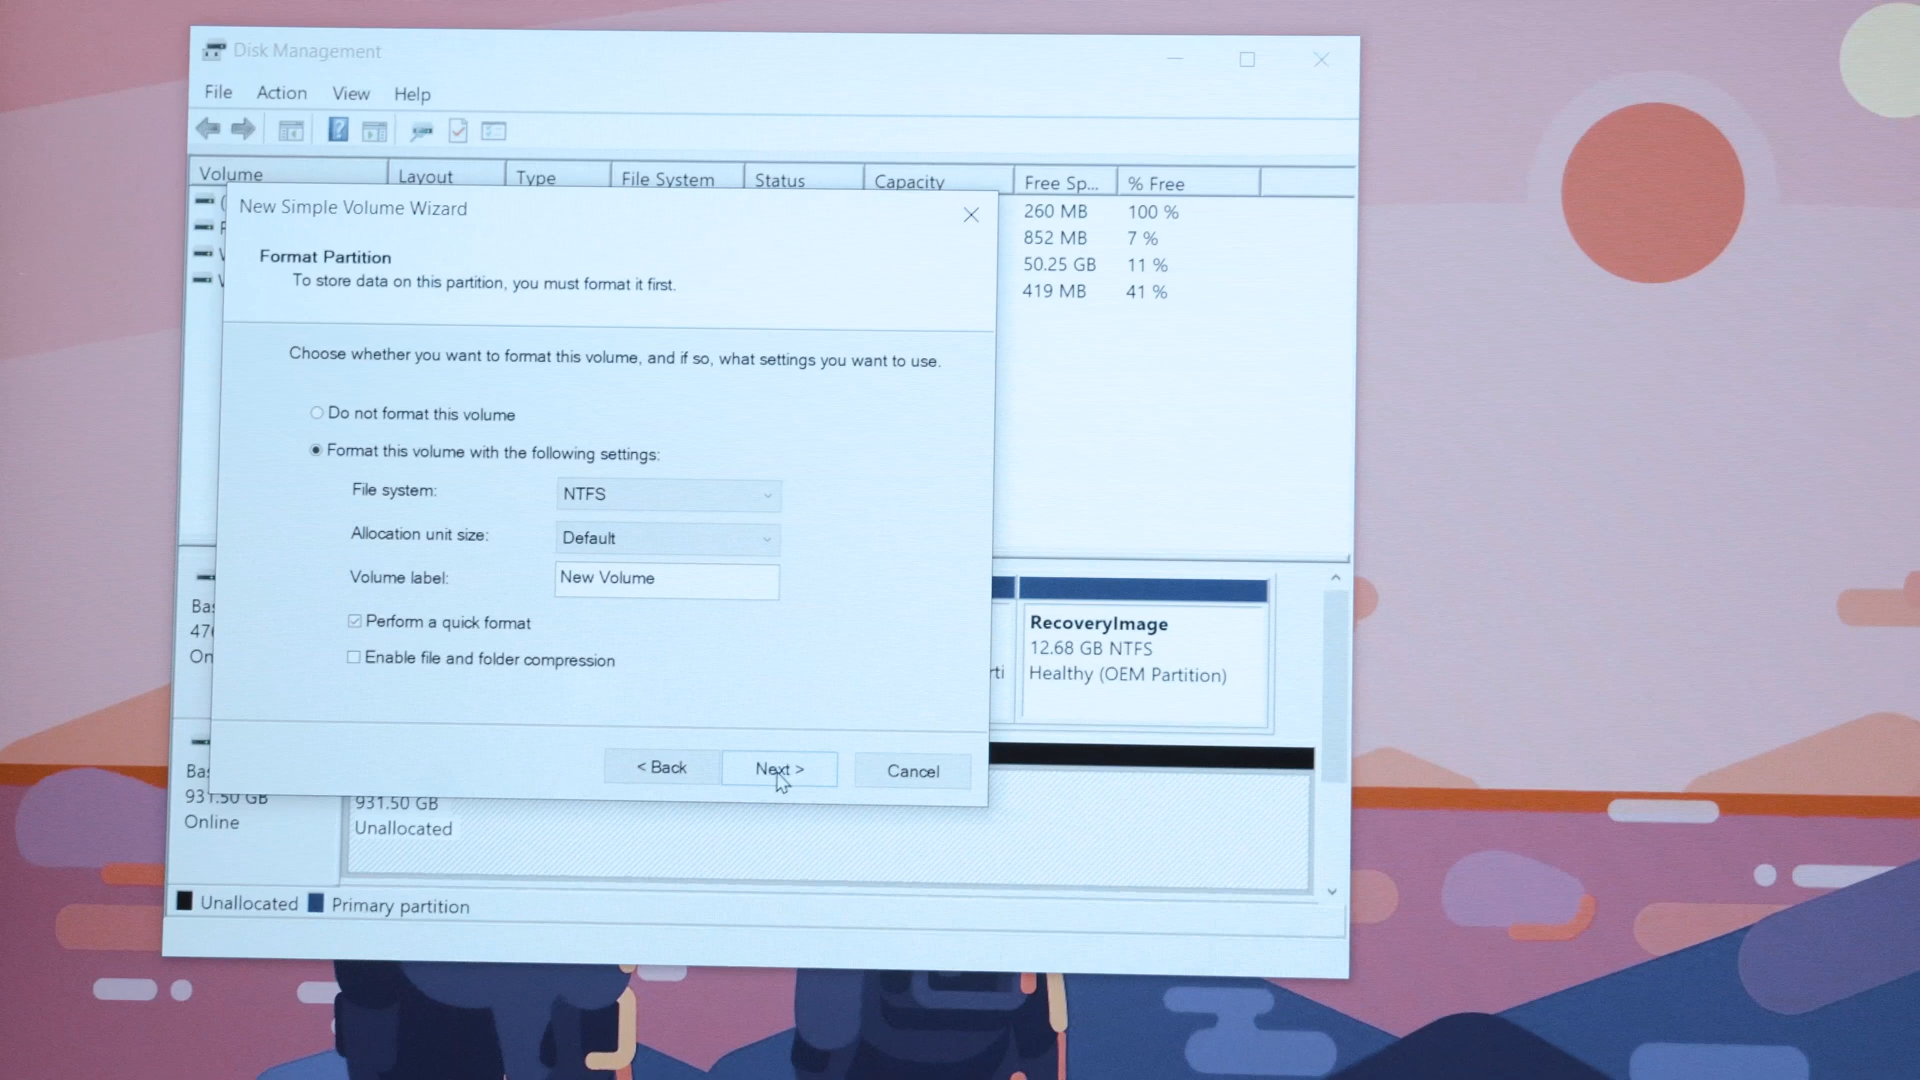 Disk Management
File Action View Help
Volume Layout Type File System Status Capacity Free Sp... % Free
New Simple Volume Wizard
260 MB 100 %
852 MB 7 %
50.25 GB 11 %
419 MB 41 %
Format Partition
To store data on this partition, you must format it first.
Choose whether you want to format this volume, and if so, what settings you want to use.
Do not format this volume
Format this volume with the following settings:
File system: NTFS
Allocation unit size: Default
Volume label: New Volume
Perform a quick format
Enable file and folder compression
< Back Next > Cancel
RecoveryImage
12.68 GB NTFS
Healthy (OEM Partition)
931.50 GB
Online
931.50 GB
Unallocated
Unallocated Primary partition